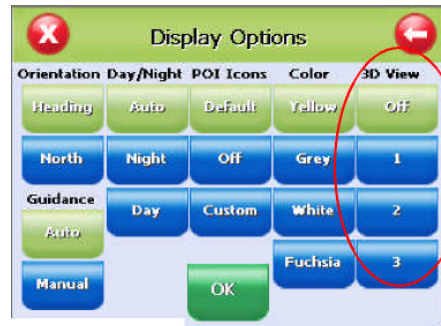 X Display Options
Orientation Day/Night POI Icons Color 3D View
Heading Auto Default Yellow Off
North Night Off Grey 1
Guidance Day Custom White 2
Auto
Manual OK Fuchsia 3